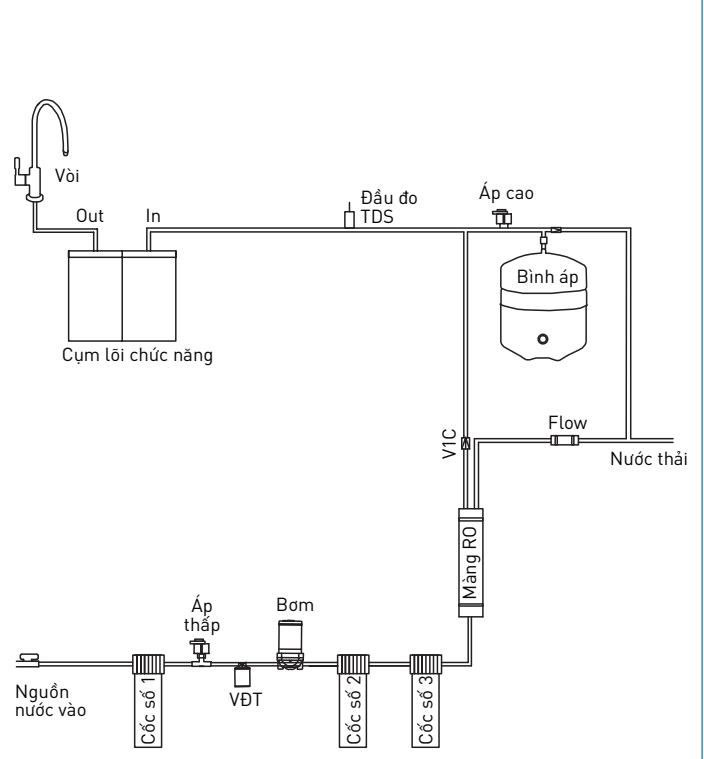 Vòi
Out
In
Đầu đo
TDS
Áp cao
Bình áp
Cụm lõi chức năng
V1C
Flow
Nước thải
Màng RO
Áp
thấp
Bơm
VĐT
Nguồn
nước vào
Cốc số 1
Cốc số 2
Cốc số 3